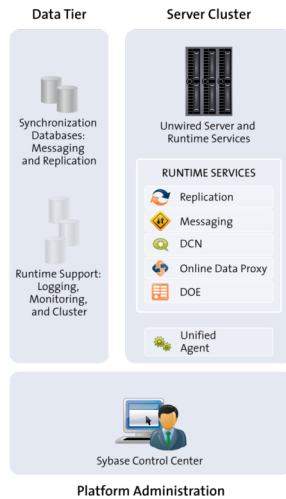 Data Tier
Synchronization
Databases:
Messaging
and Replication
Runtime Support:
Logging,
Monitoring,
and Cluster
Server Cluster
Unwired Server and
Runtime Services
RUNTIME SERVICES
Replication
Messaging
DCN
Online Data Proxy
DOE
Unified
Agent
Sybase Control Center
Platform Administration